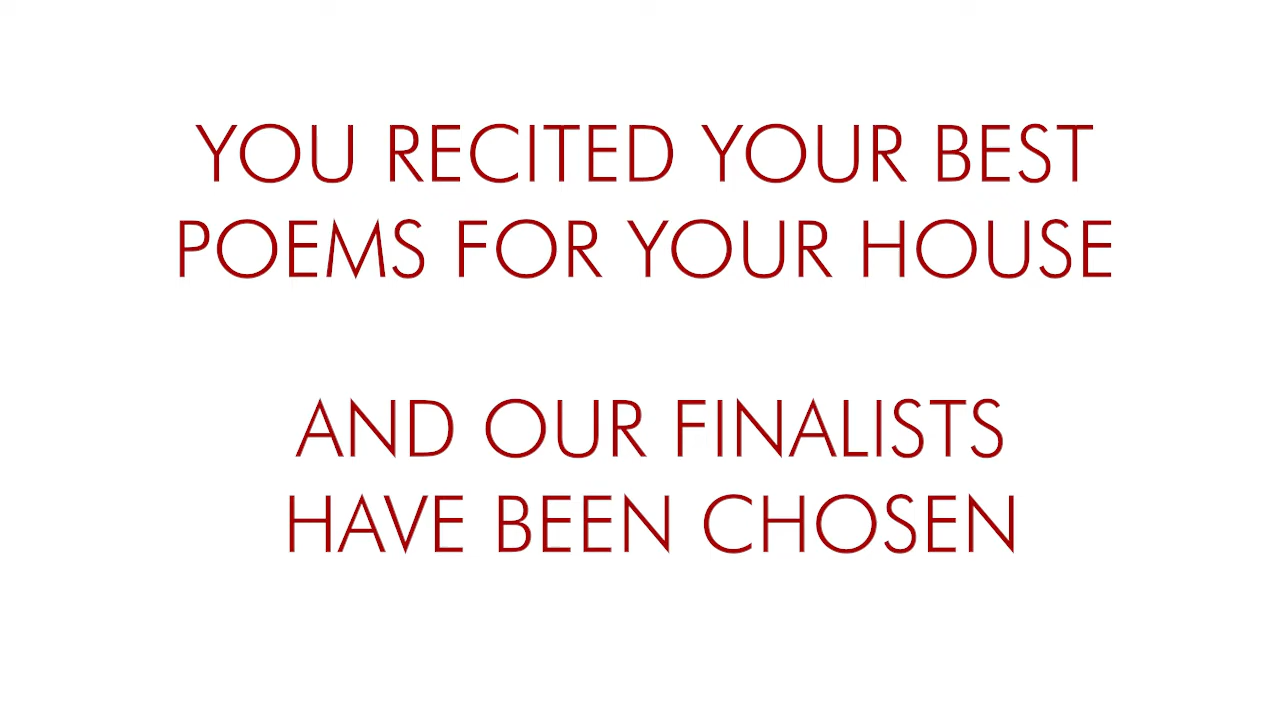 YOU RECITED YOUR BEST
POEMS FOR YOUR HOUSE
AND OUR FINALISTS
HAVE BEEN CHOSEN